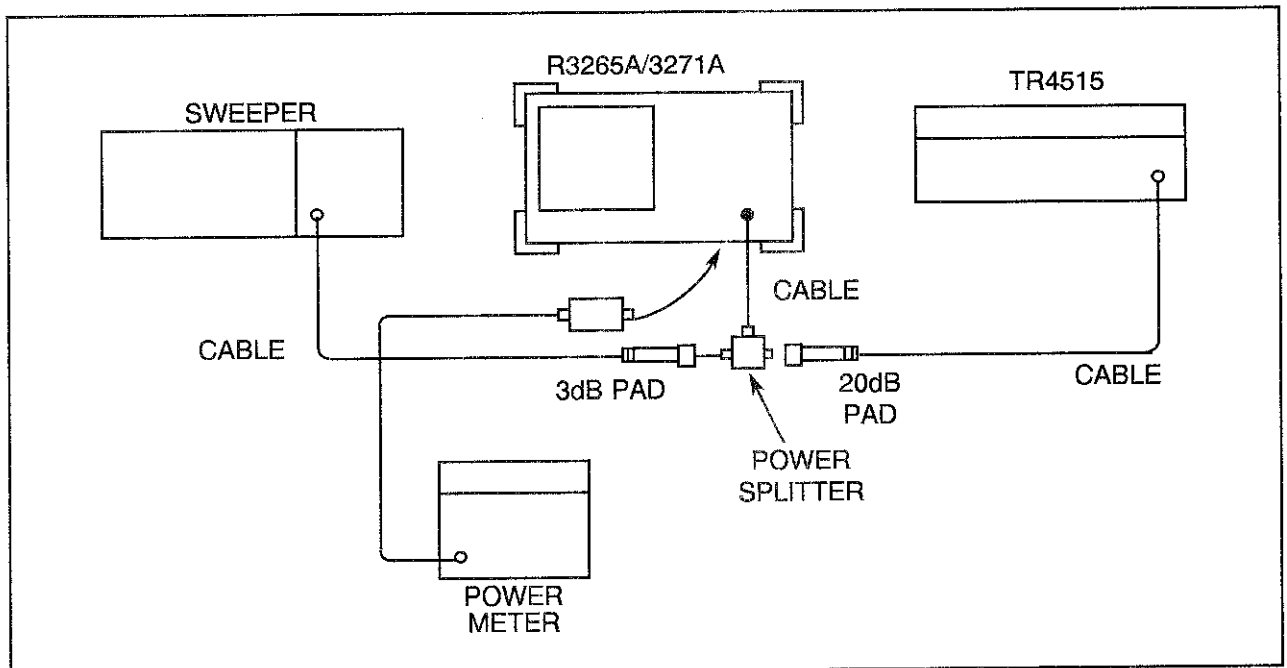 R3265A/3271A
SWEEPER
TR4515
CABLE
CABLE
3dB PAD
20dB
PAD
CABLE
POWER
SPLITTER
POWER
METER